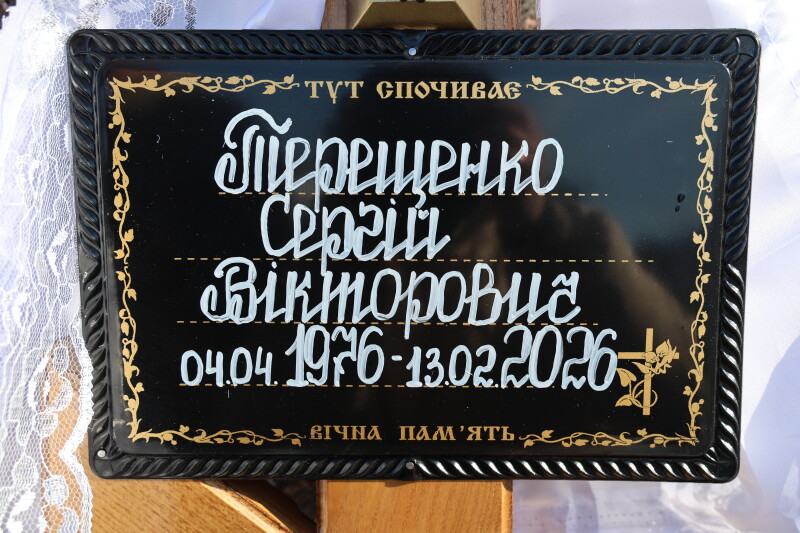 ТУТ СПОЧИВАЄ
Терещенко
Сергій
Вікторович
04.04.1976-13.02.2026
ВІЧНА ПАМ'ЯТЬ